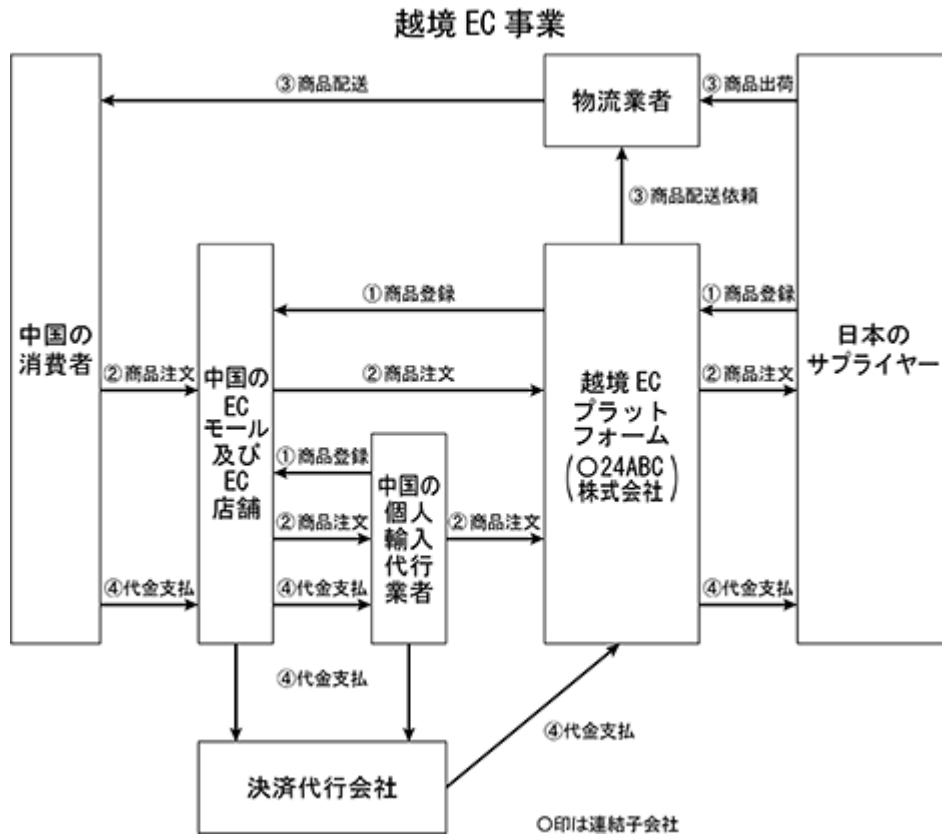 越境 EC 事業
③商品配送
物流業者
③商品出荷
③商品配送依頼
中国の
消費者
①商品登録
①商品登録
日本の
サプライヤー
②商品注文
中国の
EC
モール
及び
EC
店舗
②商品注文
越境 EC
プラット
フォーム
(○24ABC
株式会社)
②商品注文
①商品登録
中国の
個人
輸入
代行
業者
②商品注文
②商品注文
④代金支払
④代金支払
④代金支払
④代金支払
④代金支払
決済代行会社
○印は連結子会社